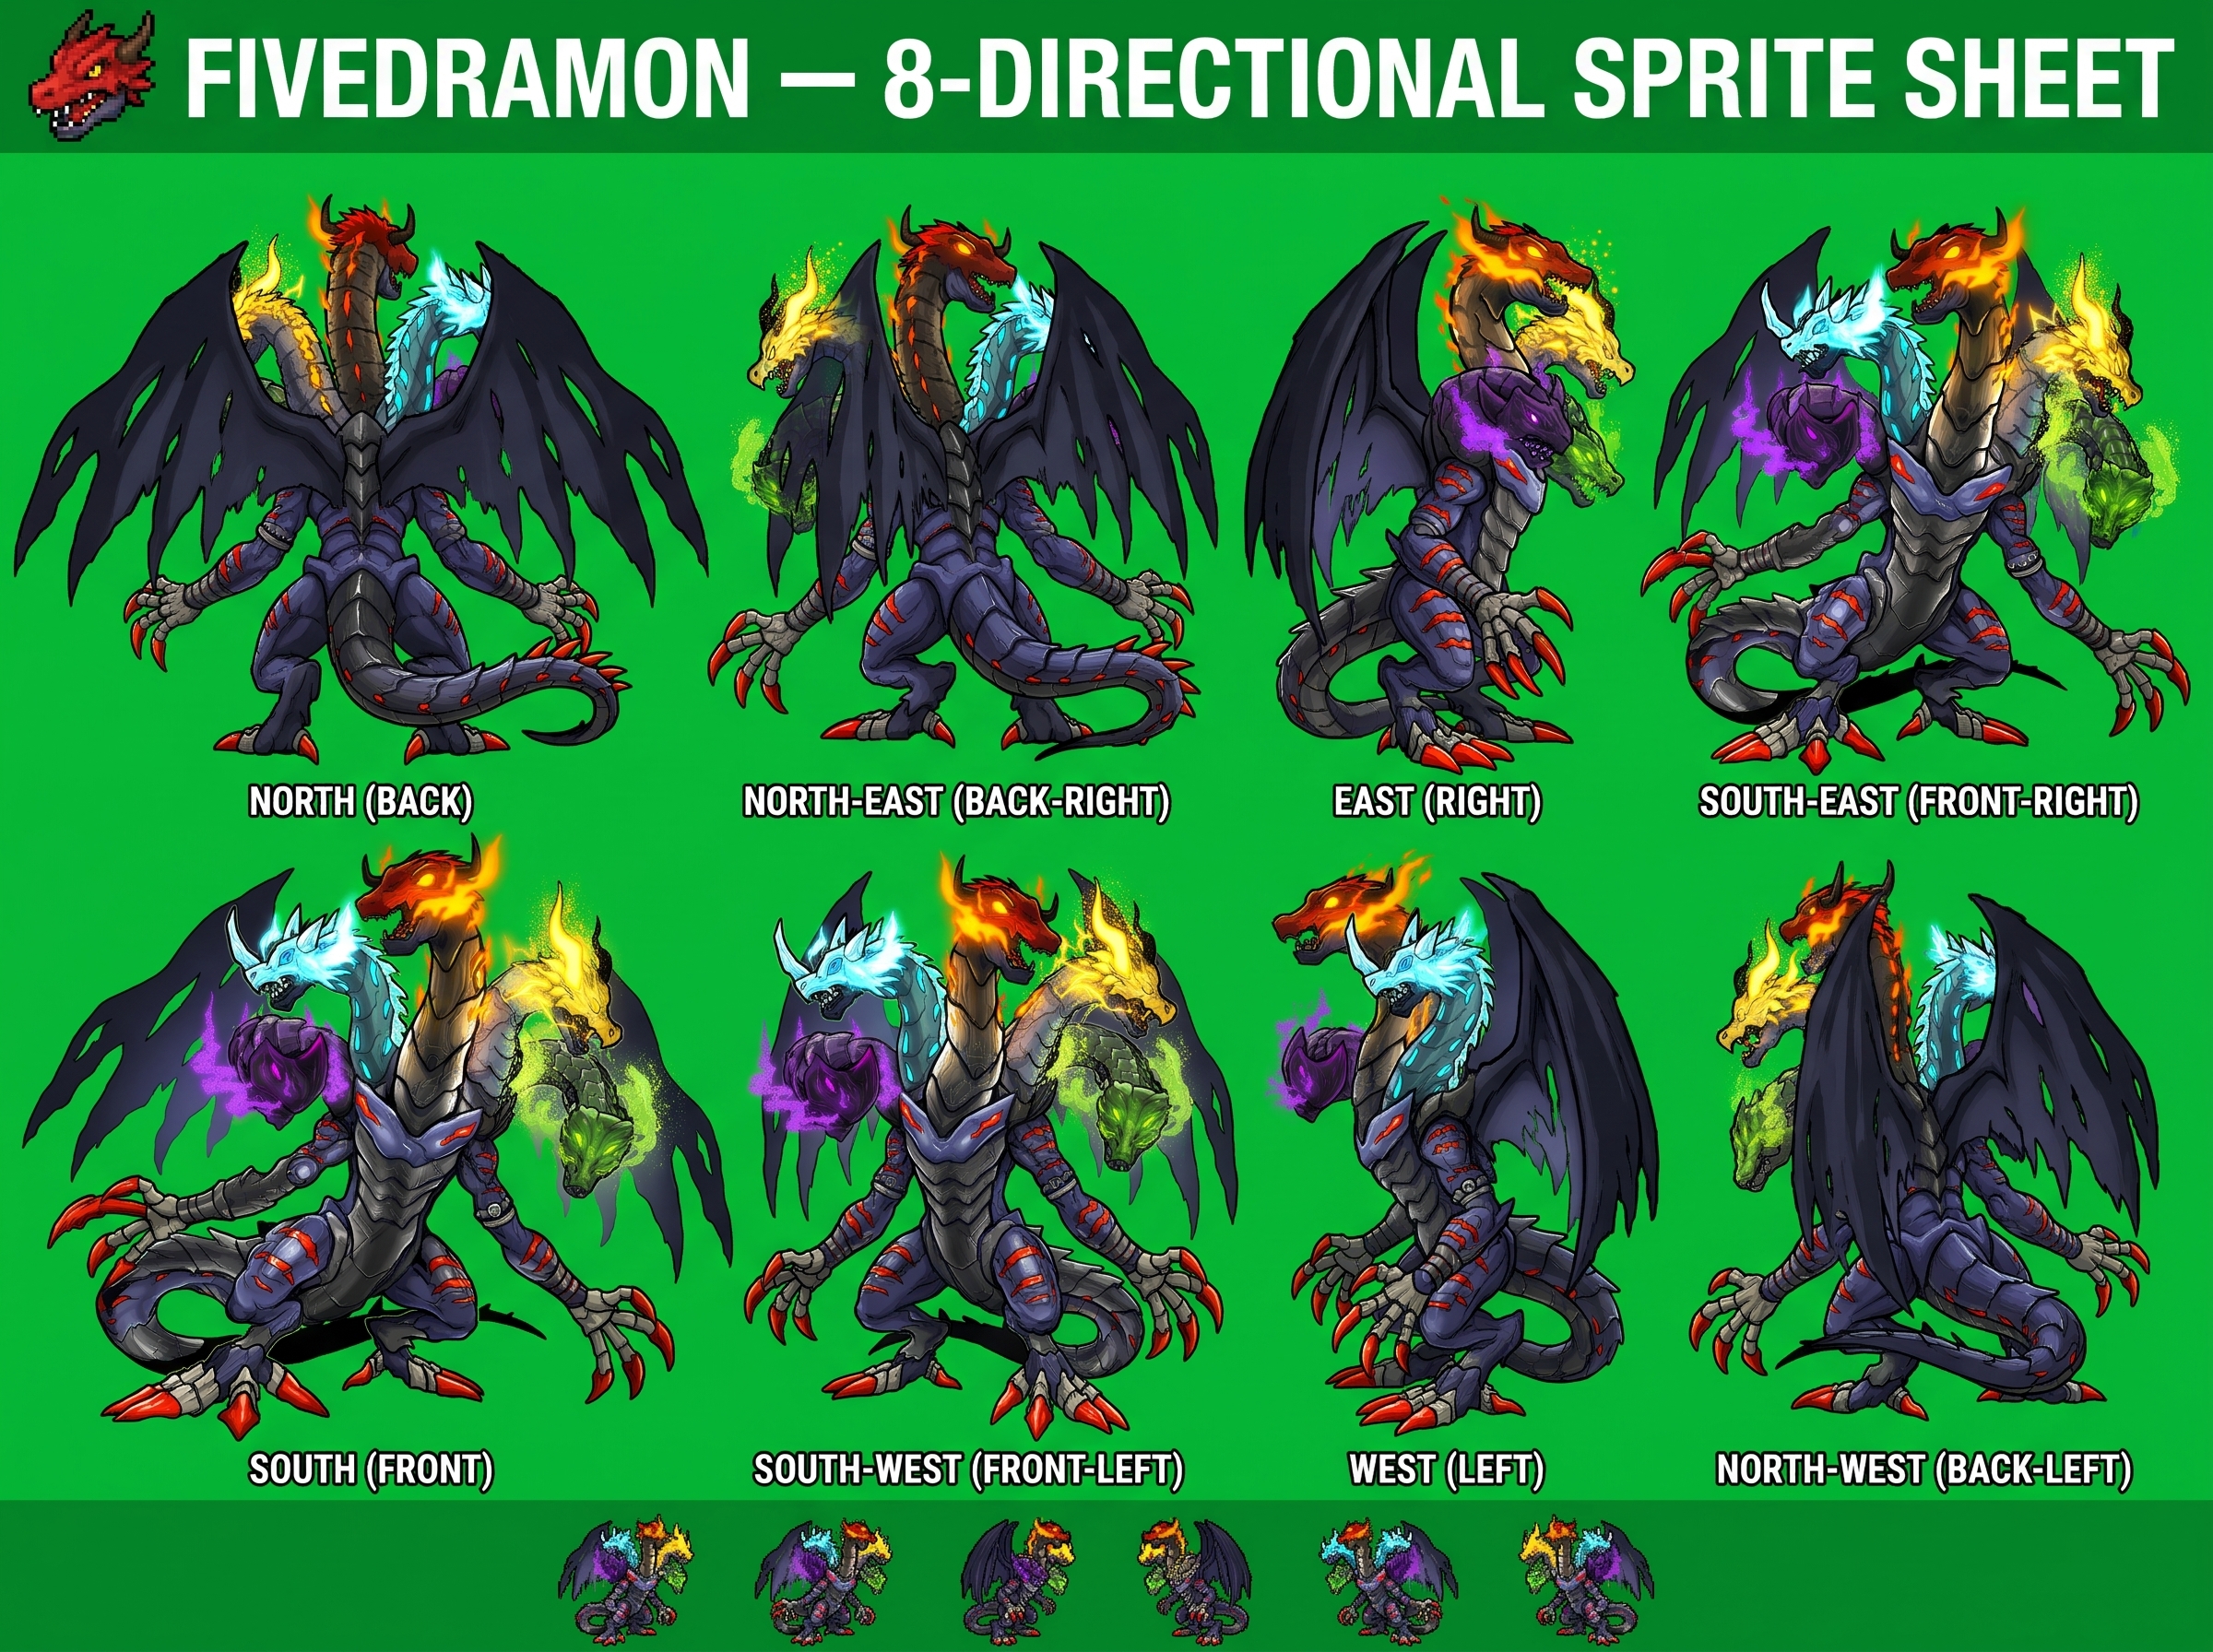 FIVEDRAMON — 8-DIRECTIONAL SPRITE SHEET
NORTH (BACK)
NORTH-EAST (BACK-RIGHT)
EAST (RIGHT)
SOUTH-EAST (FRONT-RIGHT)
SOUTH (FRONT)
SOUTH-WEST (FRONT-LEFT)
WEST (LEFT)
NORTH-WEST (BACK-LEFT)